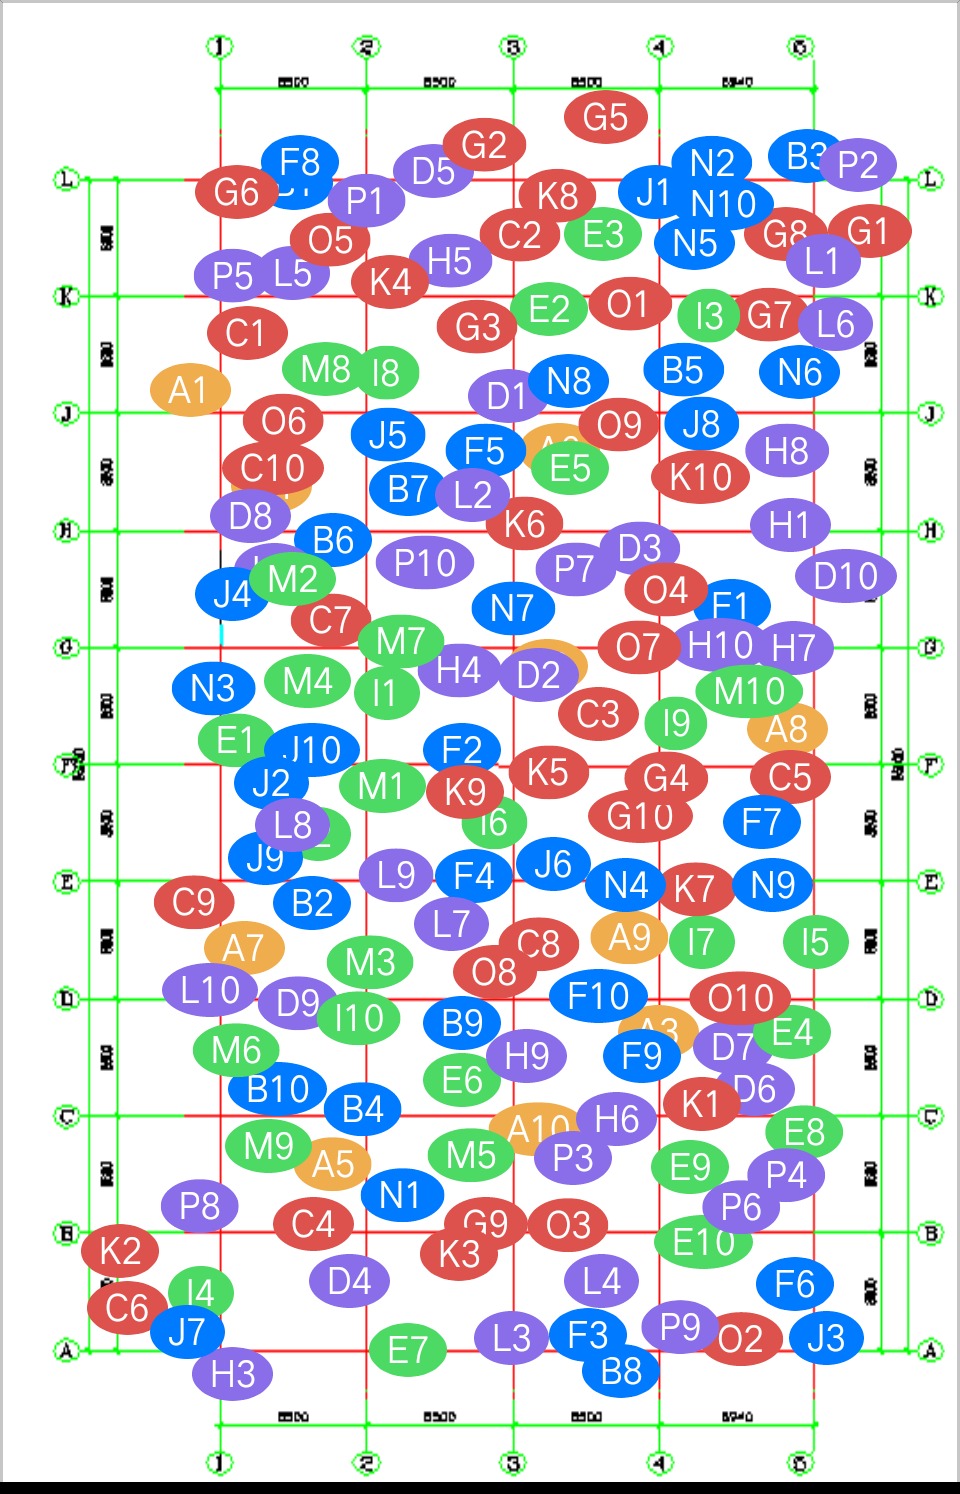 1 2 3 4 5
6500 6500 6500
G5
G2
F8 D5 N2 B3 P2
L G6 P1 K8 J1 N10 L
O5 C2 E3 N5 G8 G1
P5 L5 K4 H5 L1
K E2 O1 I3 G7 L6 K
C1 G3
M8 I8 D1 N8 B5 N6
A1
J O6 J5 O9 J8 J
C10 F5 E5 K10 H8
B7 L2
D8 K6 H1
H B6 D3 H
M2 P10 P7 D10
J4 C7 N7 O4 F1
G M7 O7 H10 H7 G
N3 M4 I1 H4 D2 M10
C3 I9 A8
E1 J10 F2
F J2 M1 K9 K5 G4 C5 F
L8 I6 G10 F7
J9
E L9 F4 J6 N4 K7 N9 E
C9 B2 L7
A7 M3 C8 A9 I7 I5
O8
L10 D9 F10 O10
D I10 B9 A3 E4 D
M6 H9 F9 D7
B10 E6 D6
C B4 H6 K1 C
M9 A5 M5 A10 P3 E9 E8
N1 P4
P8 C4 G9 O3 P6
B K2 K3 E10 B
D4 L4 F6
C6 I4
J7 L3 F3 P9 O2 J3
A H3 E7 B8 A
6500 6500 6500
1 2 3 4 5